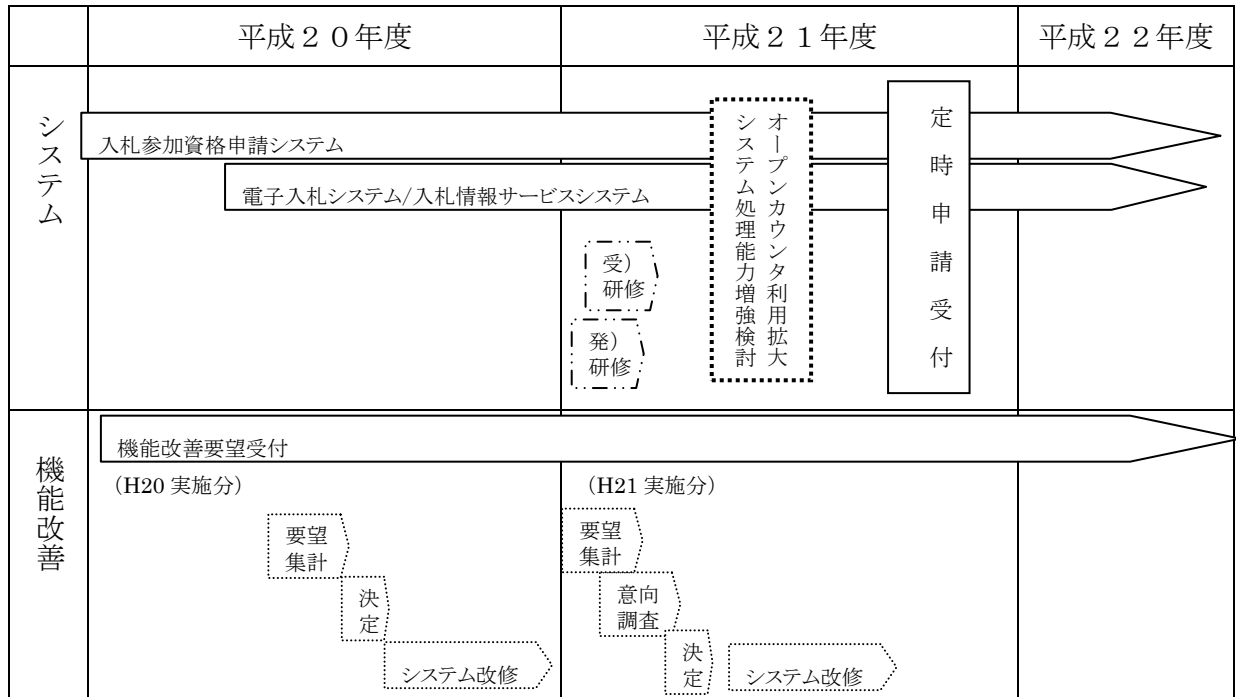 平成２０年度
平成２１年度
平成２２年度
システム
入札参加資格申請システム
電子入札システム/入札情報サービスシステム
受）
研修
発）
研修
オープンカウンタ利用拡大
システム処理能力増強検討
定時申請受付
機能改善
機能改善要望受付
（H20 実施分）
（H21 実施分）
要望
集計
決
定
システム改修
要望
集計
意向
調査
決
定
システム改修